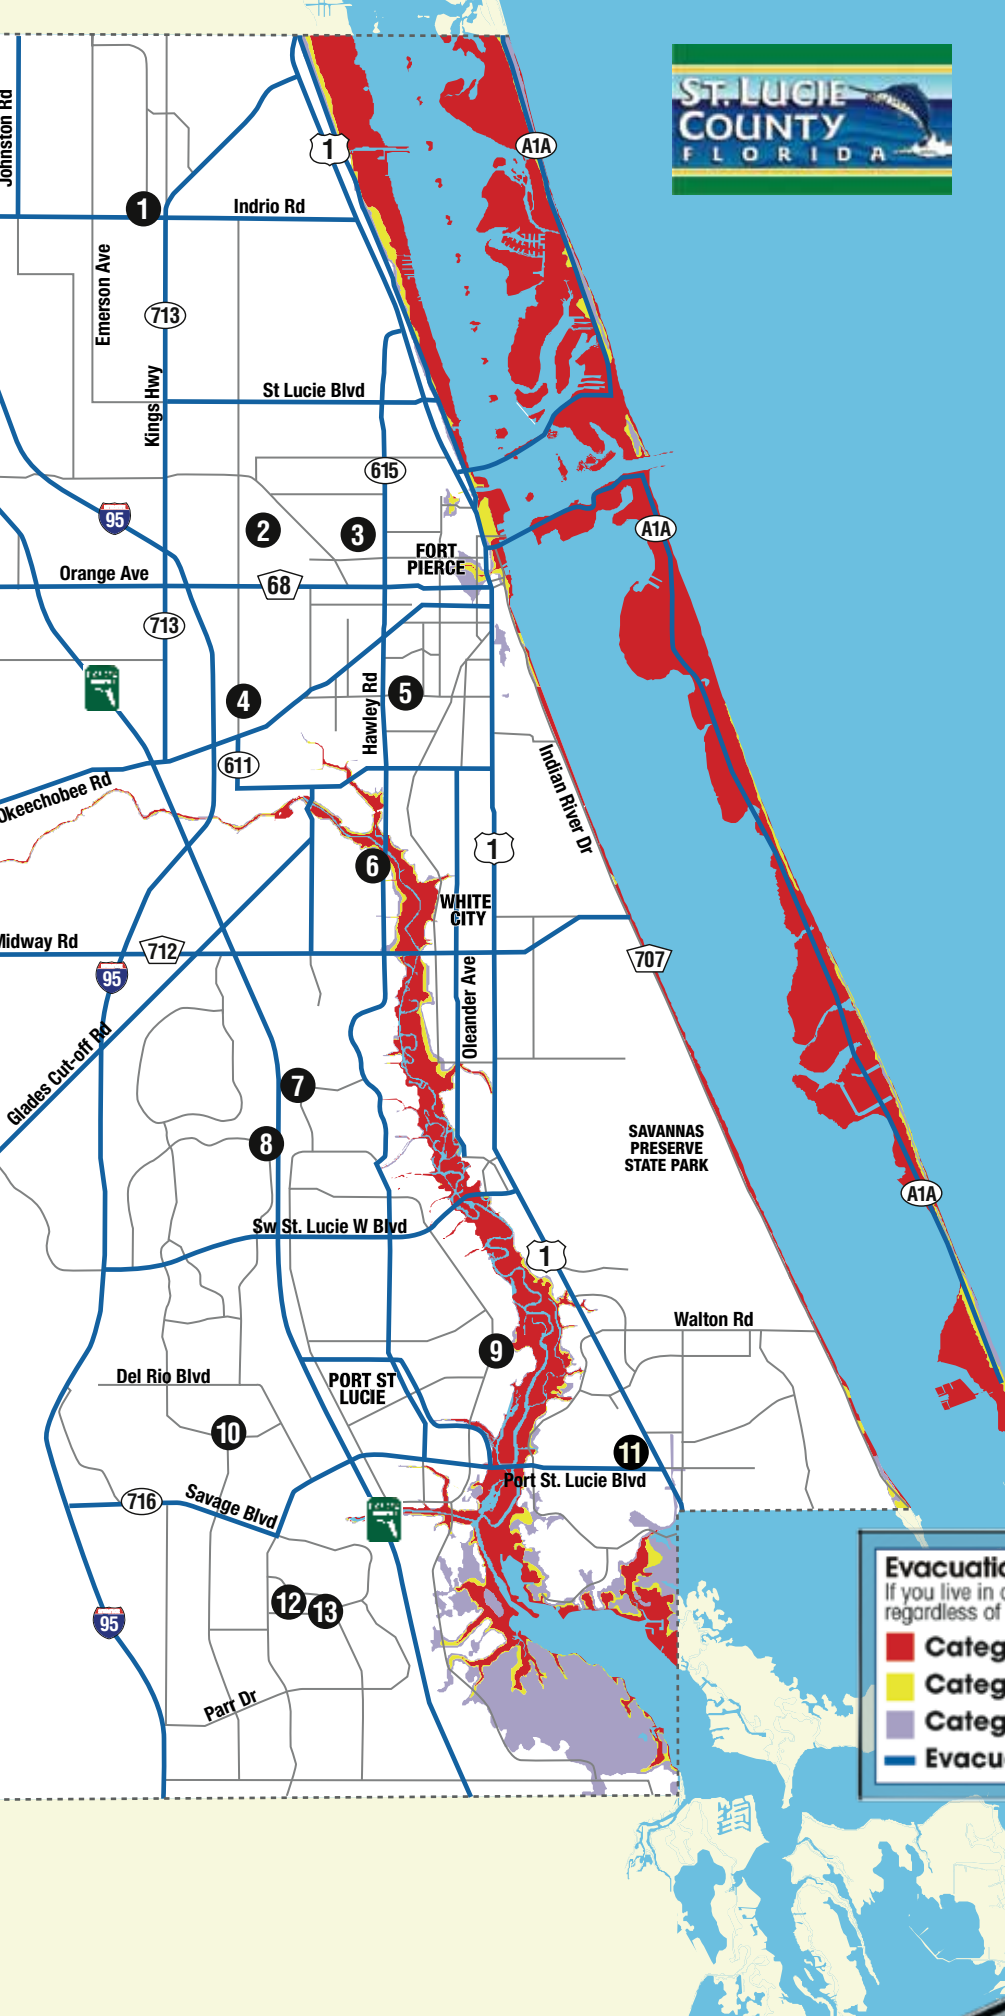 ST. LUCIE
COUNTY
FLORIDA
Johnston Rd
1
A1A
1
Indrio Rd
Emerson Ave
713
Kings Hwy
St Lucie Blvd
615
95
2
3
A1A
FORT
PIERCE
Orange Ave
68
713
4
Hawley Rd
5
611
Okeechobee Rd
Indian River Dr
1
6
WHITE
CITY
Midway Rd
712
707
95
Oleander Ave
Glades Cut-off Rd
7
8
SAVANNAS
PRESERVE
STATE PARK
A1A
Sw St. Lucie W Blvd
1
Walton Rd
9
Del Rio Blvd
PORT ST
LUCIE
10
11
Port St. Lucie Blvd
716
Savage Blvd
12
13
95
Parr Dr
Evacuatio
If you live in
regardless of
Categ
Categ
Categ
Evacu